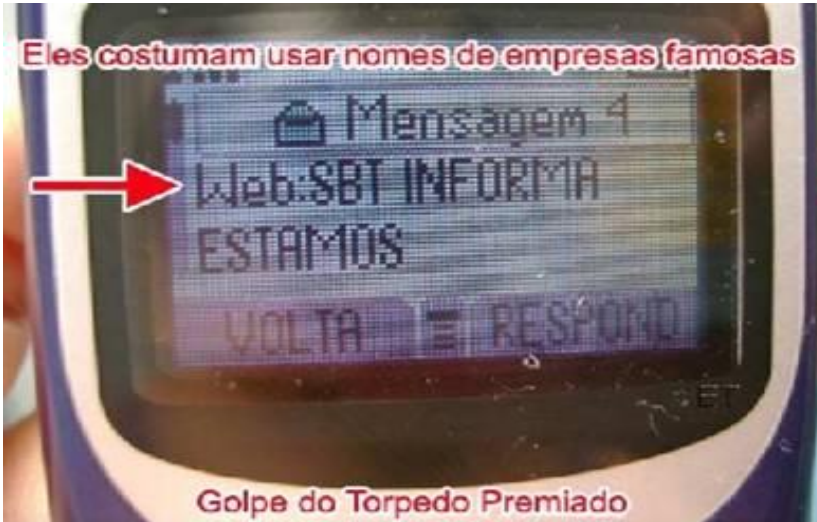 Eles costumam usar nomes de empresas famosas
Mensagem 4
Web:SBT INFORMA
ESTAMOS
VOLTA RESPOND
Golpe do Torpedo Premiado